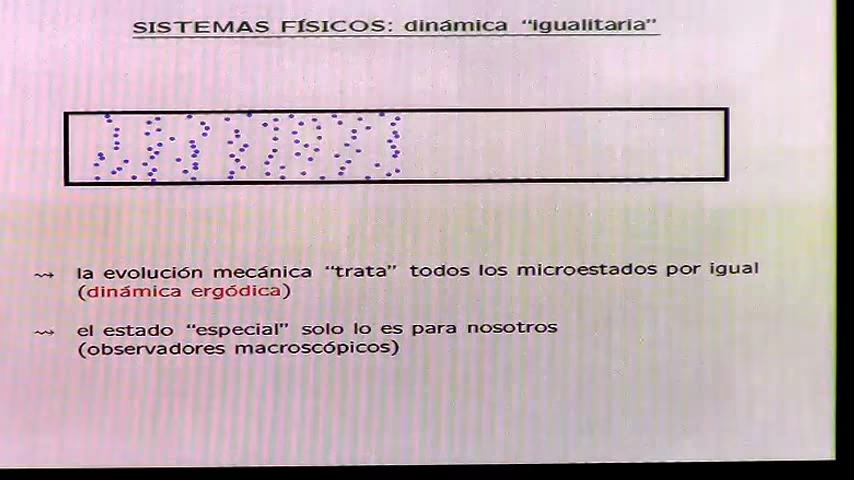 SISTEMAS FÍSICOS: dinámica “igualitaria”
⇝ la evolución mecánica “trata” todos los microestados por igual
(dinámica ergódica)
⇝ el estado “especial” solo lo es para nosotros
(observadores macroscópicos)